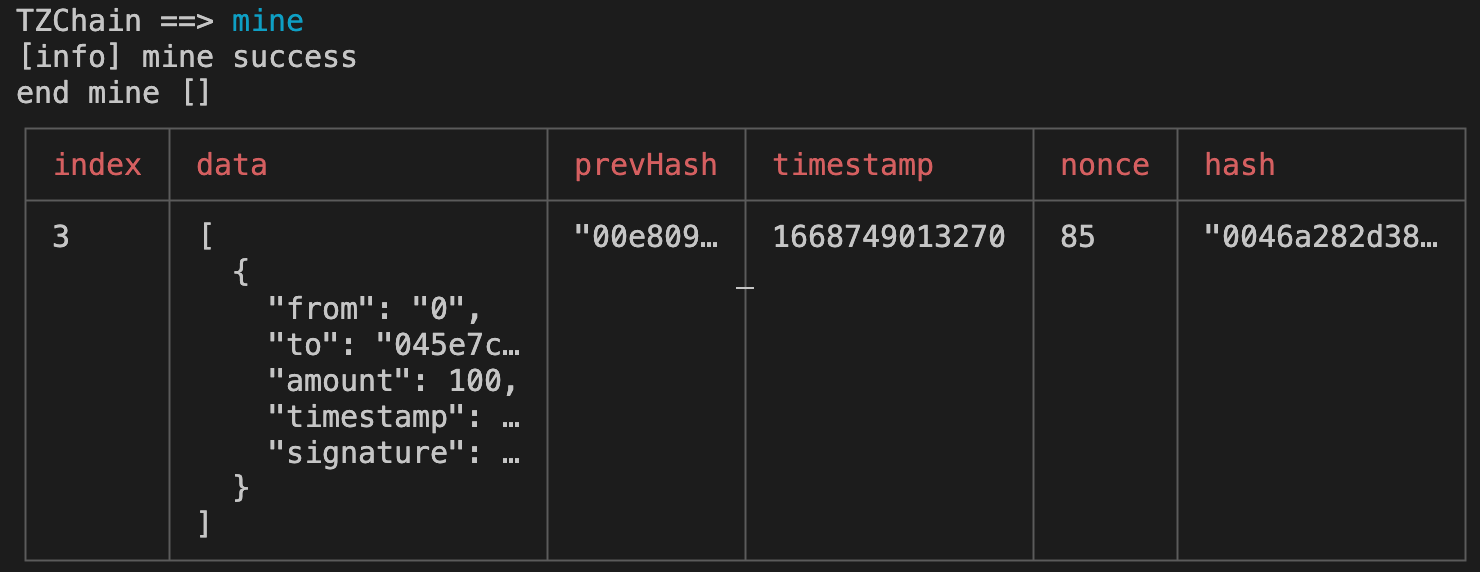 TZChain ==> mine
[info] mine success
end mine []
index data prevHash timestamp nonce hash
3 [ "00e809… 1668749013270 85 "0046a282d38…
{
"from": "0",
"to": "045e7c…
"amount": 100,
"timestamp": …
"signature": …
}
]